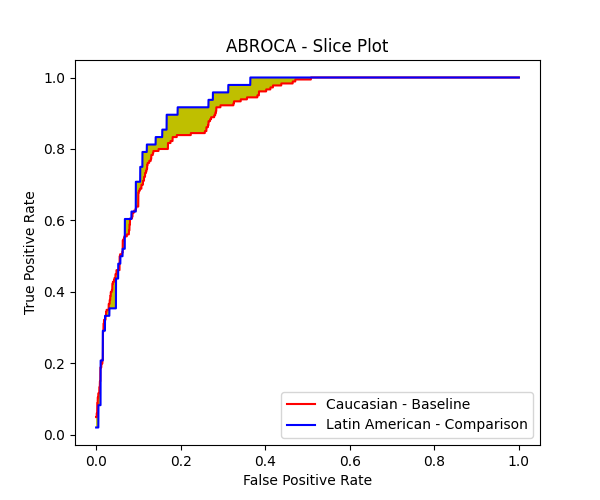 ABROCA - Slice Plot
True Positive Rate
1.0
0.8
0.6
0.4
0.2
0.0
Caucasian - Baseline
Latin American - Comparison
0.0 0.2 0.4 0.6 0.8 1.0
False Positive Rate